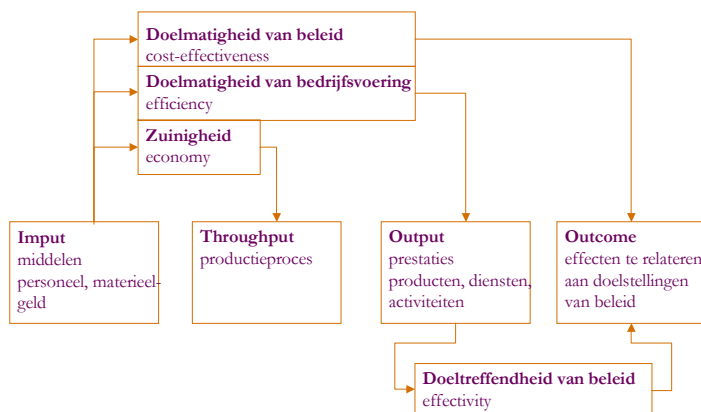 Doelmatigheid van beleid
cost-effectiveness
Doelmatigheid van bedrijfsvoering
efficiency
Zuinigheid
economy
Imput
middelen
personeel, materieel-
geld
Throughput
productieproces
Output
prestaties
producten, diensten,
activiteiten
Outcome
effecten te relateren
aan doelstellingen
van beleid
Doeltreffendheid van beleid
effectivity